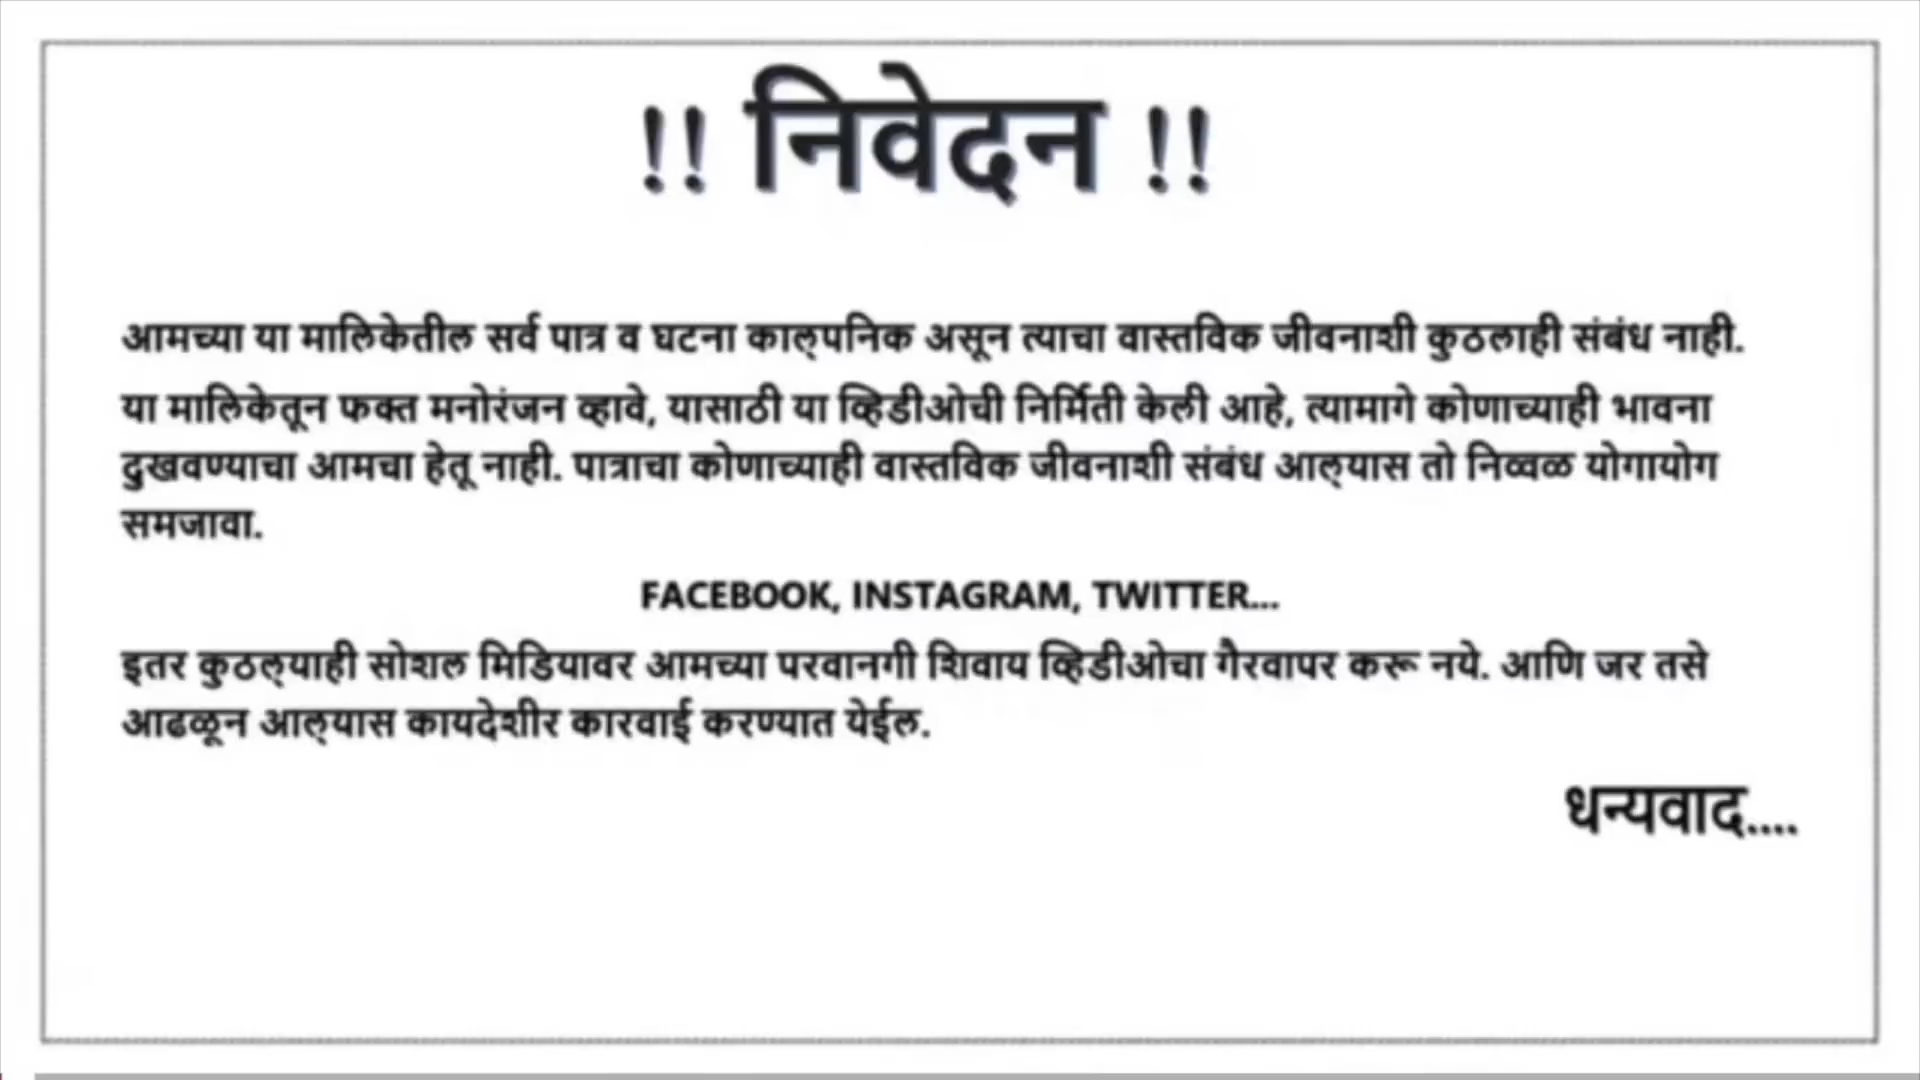 !! निवेदन !!
आमच्या या मालिकेतील सर्व पात्र व घटना काल्पनिक असून त्याचा वास्तविक जीवनाशी कुठलाही संबंध नाही.
या मालिकेतून फक्त मनोरंजन व्हावे, यासाठी या व्हिडीओची निर्मिती केली आहे, त्यामागे कोणाच्याही भावना
दुखवण्याचा आमचा हेतू नाही. पात्राचा कोणाच्याही वास्तविक जीवनाशी संबंध आल्यास तो निव्वळ योगायोग
समजावा.
FACEBOOK, INSTAGRAM, TWITTER...
इतर कुठल्याही सोशल मिडियावर आमच्या परवानगी शिवाय व्हिडीओचा गैरवापर करू नये. आणि जर तसे
आढळून आल्यास कायदेशीर कारवाई करण्यात येईल.
धन्यवाद....